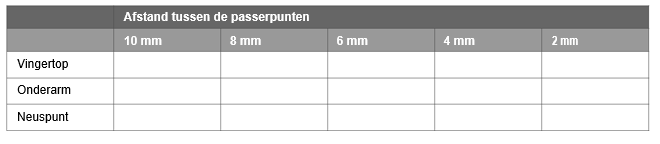 Afstand tussen de passerpunten
10 mm 8 mm 6 mm 4 mm 2 mm
Vingertop
Onderarm
Neuspunt